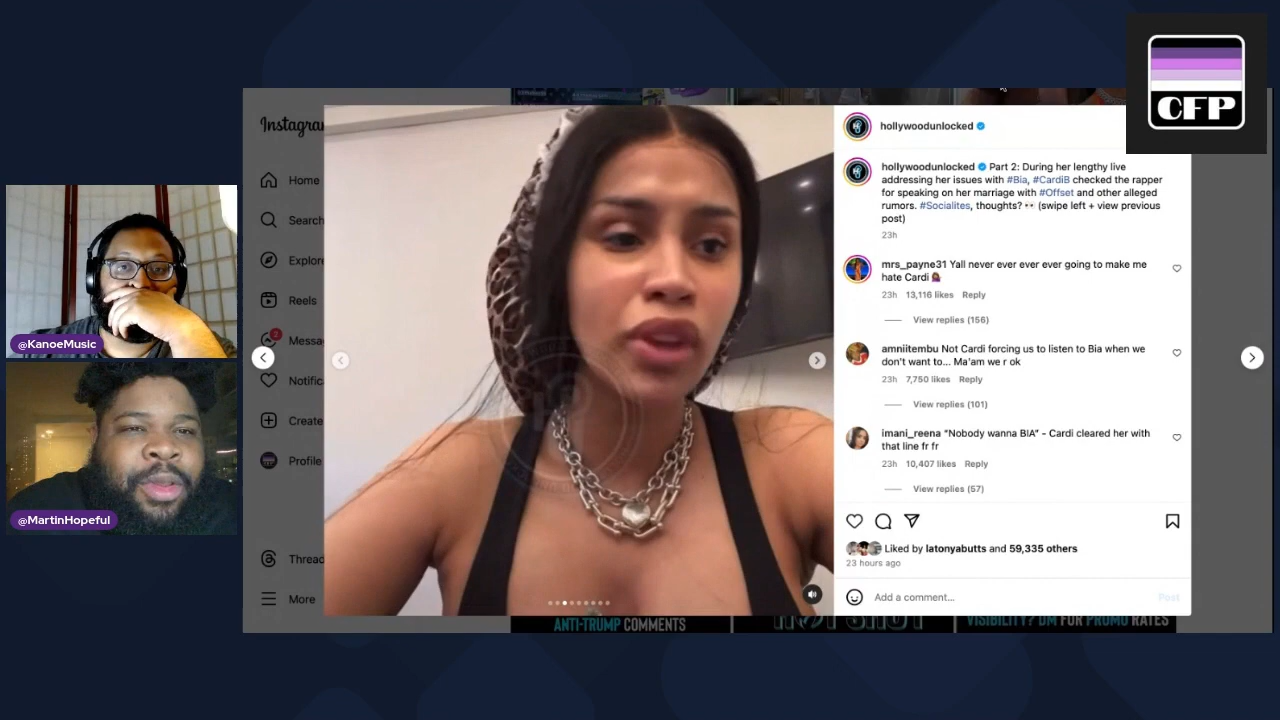 CFP
@KanoeMusic
@MartinHopeful
Instagram
Home
Search
Explore
Reels
2
Messa
Notific
Create
Profile
Thread
More
hollywoodunlocked
hollywoodunlocked Part 2: During her lengthy live
addressing her issues with #Bia, #CardiB checked the rapper
for speaking on her marriage with #Offset and other alleged
rumors. #Socialites, thoughts? 👀 (swipe left + view previous
post)
23h
mrs_payne31 Yall never ever ever ever going to make me
hate Cardi 💁🏾‍♀️
23h 13,116 likes Reply
View replies (156)
amniitembu Not Cardi forcing us to listen to Bia when we
don't want to... Ma'am we r ok
23h 7,750 likes Reply
View replies (101)
imani_reena “Nobody wanna BIA” - Cardi cleared her with
that line fr fr
23h 10,407 likes Reply
View replies (57)
Liked by latonyabutts and 59,335 others
23 hours ago
Add a comment...
Post
ANTI-TRUMP COMMENTS
HOT SHOT
VISIBILITY? DM FOR PROMO RATES